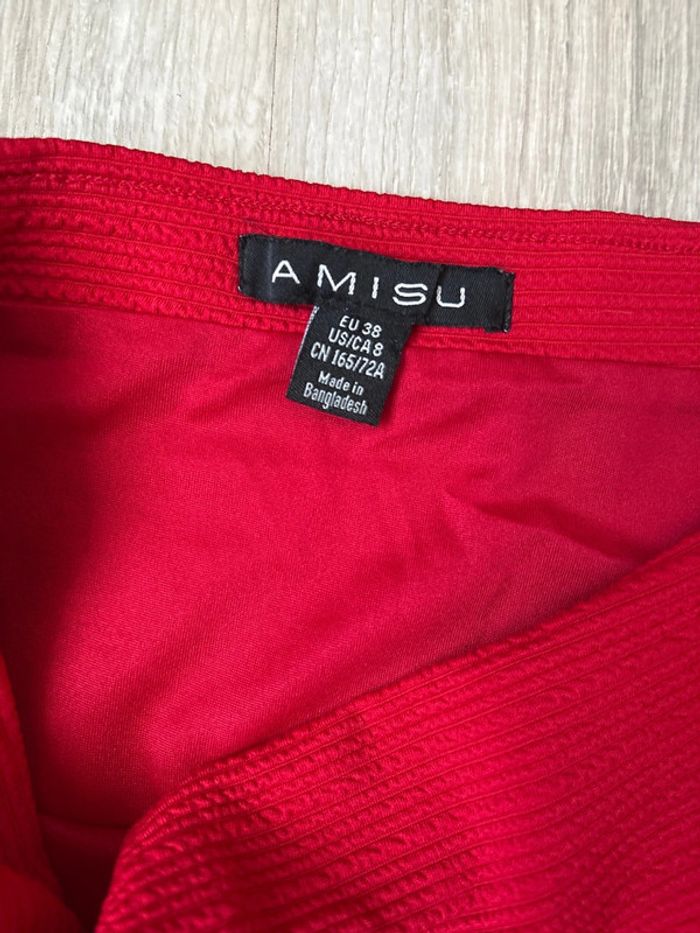 AMISU
EU 38
US/CA 8
CN 165/72A
Made in
Bangladesh